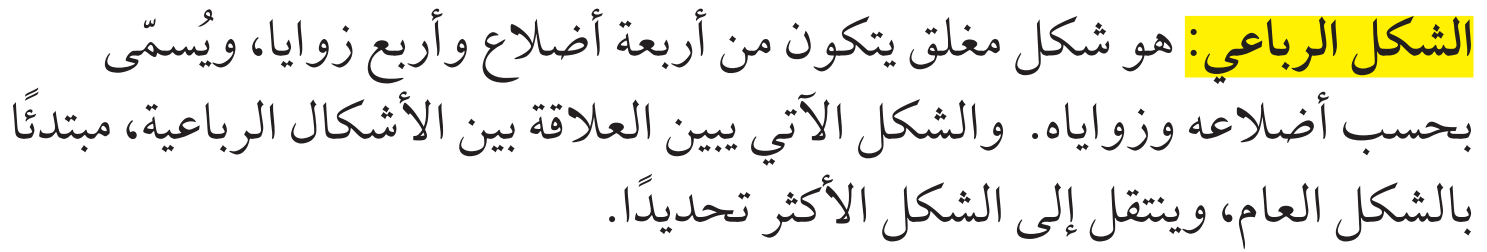 الشكل الرباعي: هو شكل مغلق يتكون من أربعة أضلاع وأربع زوايا، ويُسمّى
بحسب أضلاعه وزواياه. والشكل الآتي يبين العلاقة بين الأشكال الرباعية، مبتدئًا
بالشكل العام، وينتقل إلى الشكل الأكثر تحديدًا.